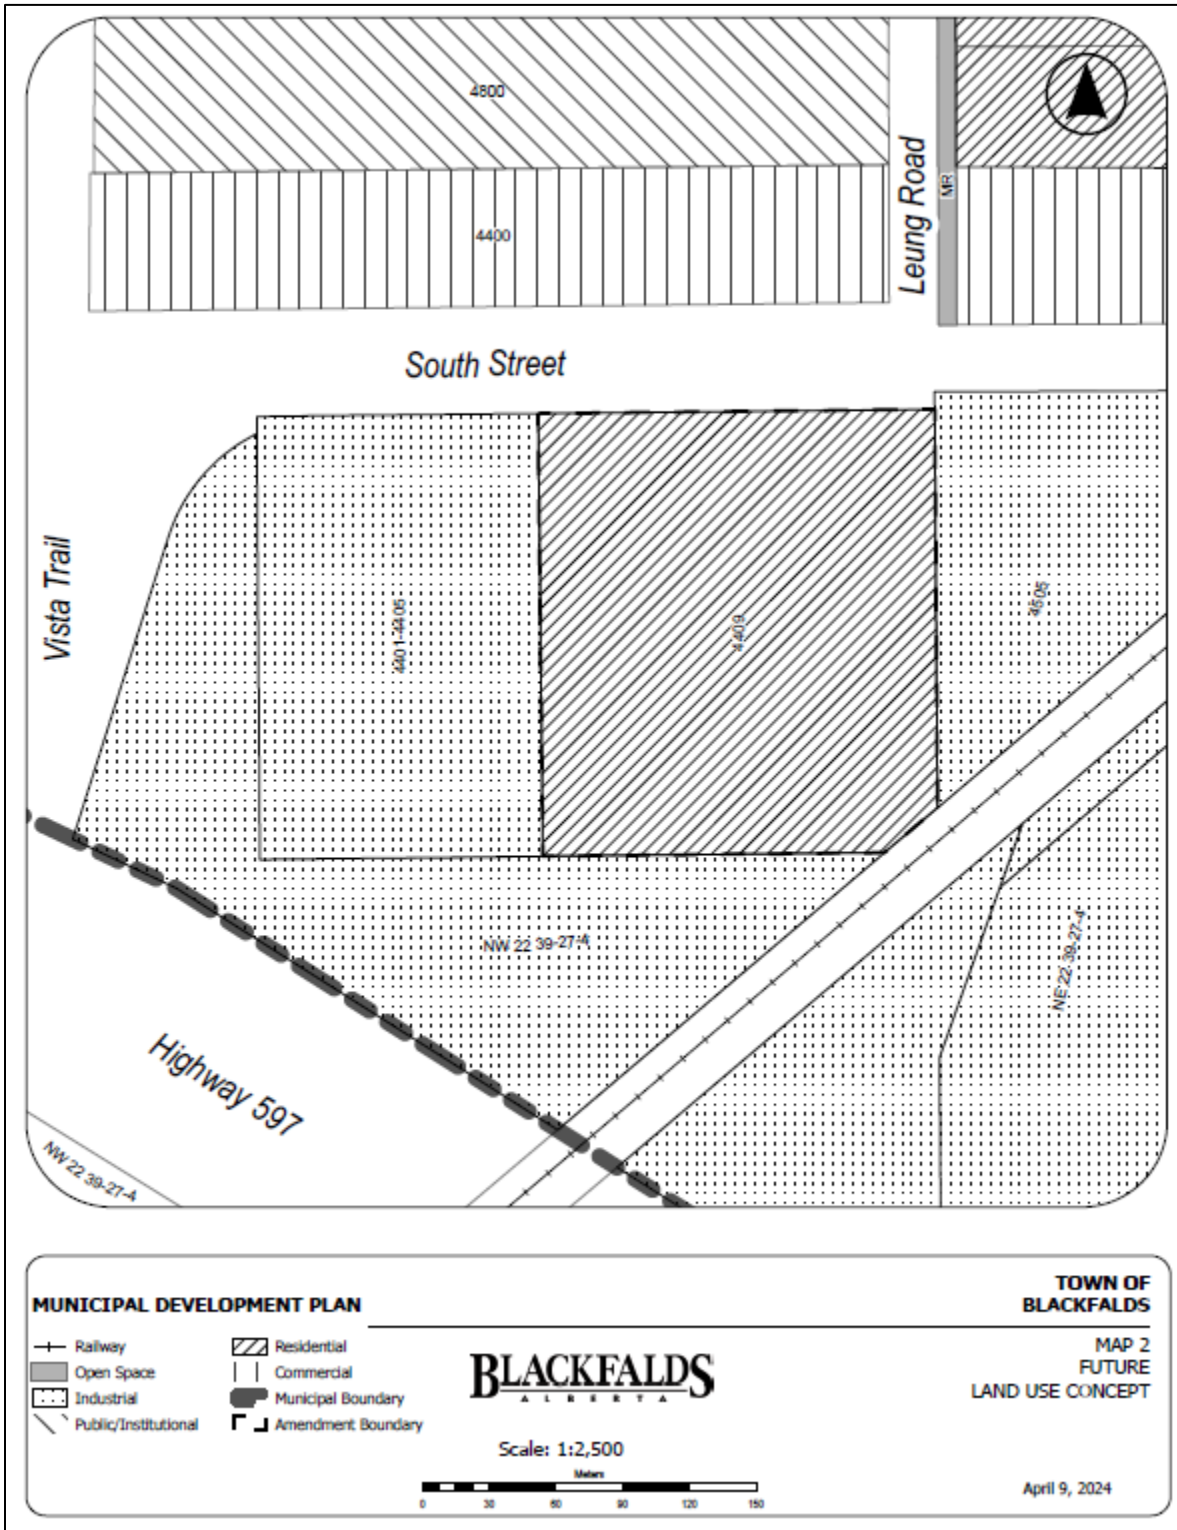 4800
Leung Road
MR
4400
South Street
Vista Trail
4401-4405
4409
4505
NW 22 39-27-4
NE 22-39-27-4
Highway 597
NW 22 39-27-4
MUNICIPAL DEVELOPMENT PLAN
TOWN OF
BLACKFALDS
Railway
Open Space
Industrial
Public/Institutional
Residential
Commercial
Municipal Boundary
Amendment Boundary
BLACKFALDS
ALBERTA
MAP 2
FUTURE
LAND USE CONCEPT
Scale: 1:2,500
Meters
0 30 60 90 120 150
April 9, 2024